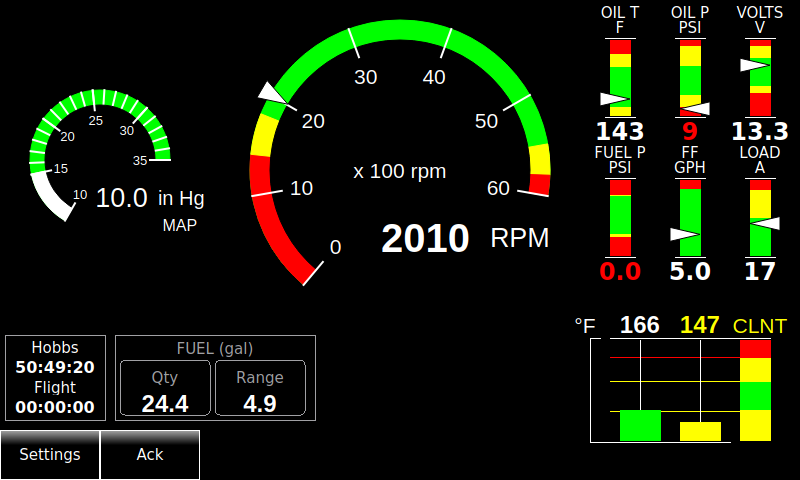 OIL T
F
OIL P
PSI
VOLTS
V
143
9
13.3
FUEL P
PSI
FF
GPH
LOAD
A
0.0
5.0
17
10
15
20
25
30
35
10.0 in Hg
MAP
0
10
20
30
40
50
60
x 100 rpm
2010 RPM
°F 166 147 CLNT
Hobbs
50:49:20
Flight
00:00:00
FUEL (gal)
Qty
24.4
Range
4.9
Settings
Ack